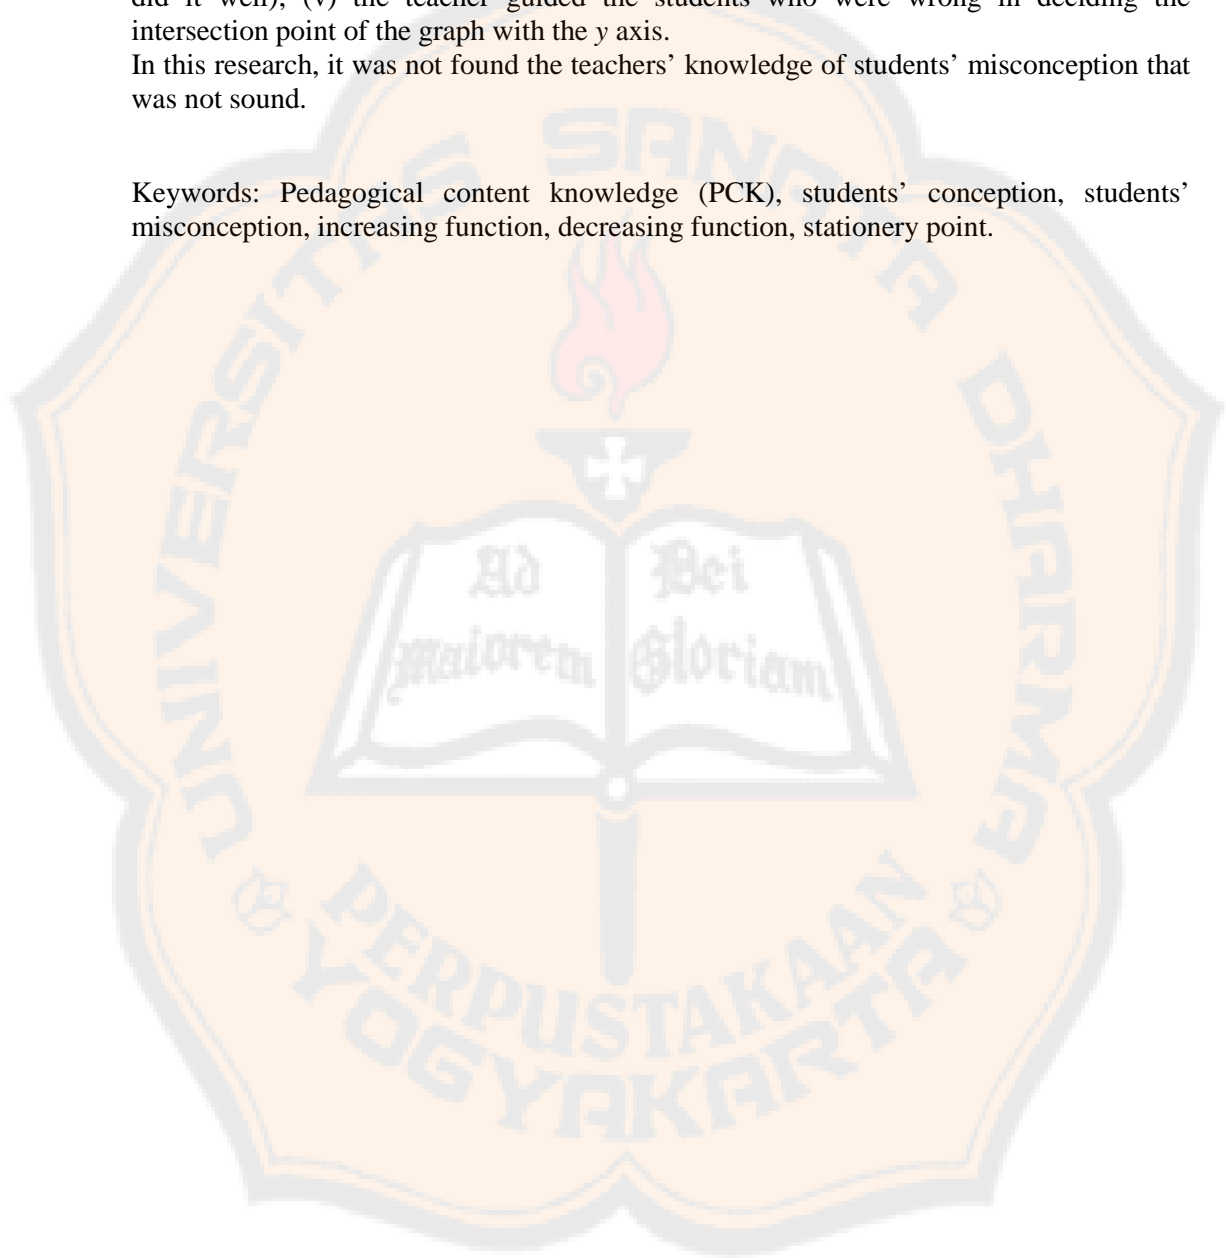 did it well), (v) the teacher guided the students who were wrong in deciding the
intersection point of the graph with the y axis.
In this research, it was not found the teachers’ knowledge of students’ misconception that
was not sound.
Keywords: Pedagogical content knowledge (PCK), students’ conception, students’
misconception, increasing function, decreasing function, stationery point.
UNIVERSITAS SANATA DHARMA
Ad Dei
Maiorem Gloriam
PERPUSTAKAAN
YOGYAKARTA